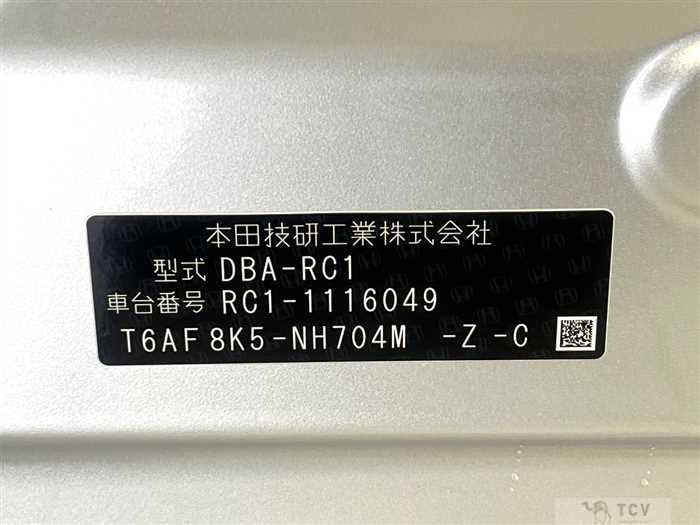 本田技研工業株式会社
型式 DBA-RC1
車台番号 RC1-1116049
T6AF 8K5-NH704M -Z -C
TCV